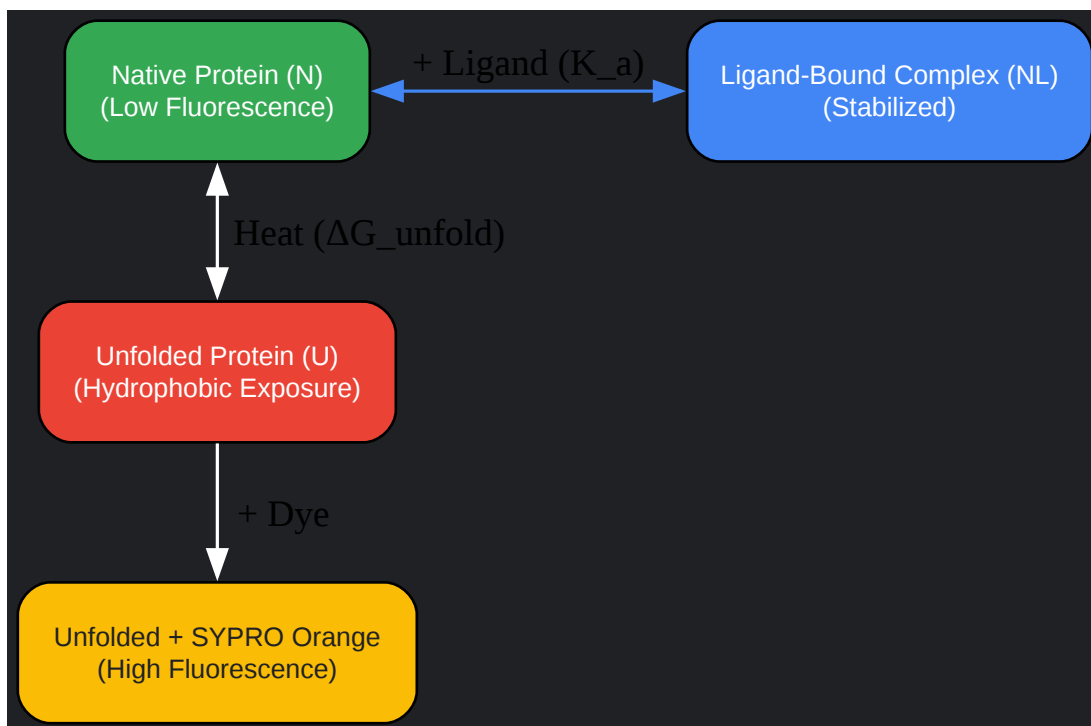 Native Protein (N)
(Low Fluorescence)
+ Ligand (K_a)
Ligand-Bound Complex (NL)
(Stabilized)
Heat (ΔG_unfold)
Unfolded Protein (U)
(Hydrophobic Exposure)
+ Dye
Unfolded + SYPRO Orange
(High Fluorescence)